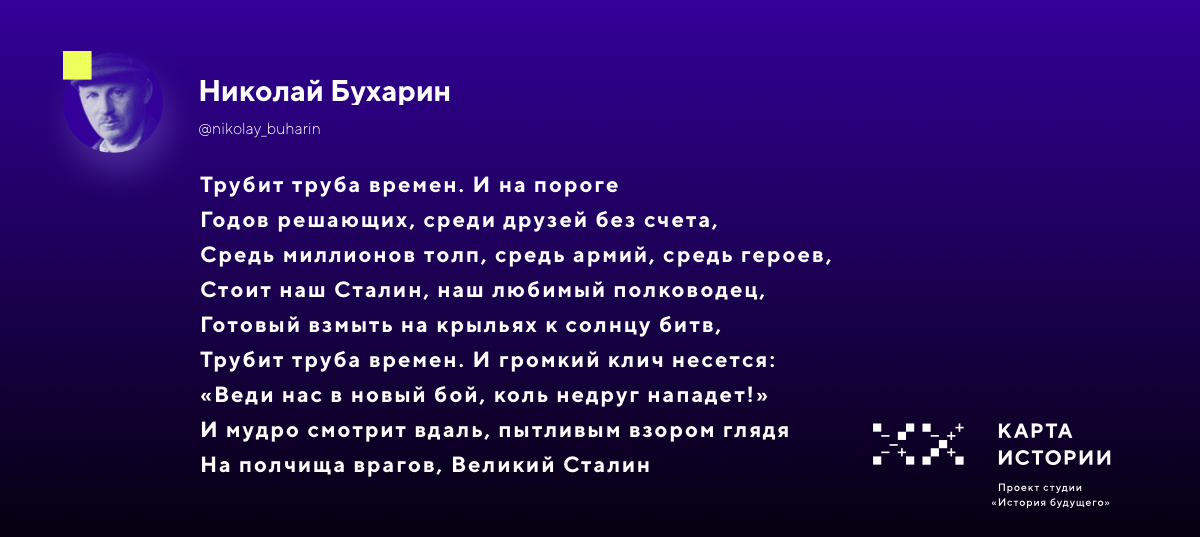 Николай Бухарин
@nikolay_buharin
Трубит труба времен. И на пороге
Годов решающих, среди друзей без счета,
Средь миллионов толп, средь армий, средь героев,
Стоит наш Сталин, наш любимый полководец,
Готовый взмыть на крыльях к солнцу битв,
Трубит труба времен. И громкий клич несется:
«Веди нас в новый бой, коль недруг нападет!»
И мудро смотрит вдаль, пытливым взором глядя
На полчища врагов, Великий Сталин
КАРТА
ИСТОРИИ
Проект студии
«История будущего»